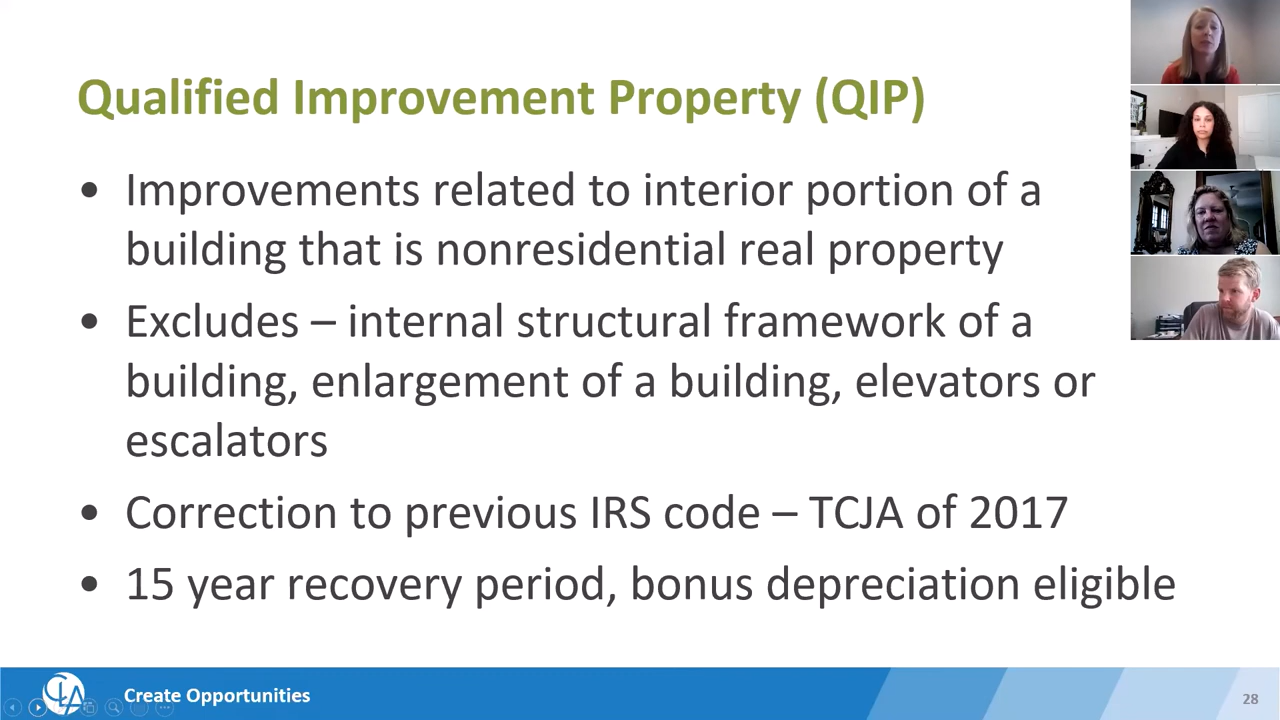 Qualified Improvement Property (QIP)
• Improvements related to interior portion of a
building that is nonresidential real property
• Excludes – internal structural framework of a
building, enlargement of a building, elevators or
escalators
• Correction to previous IRS code – TCJA of 2017
• 15 year recovery period, bonus depreciation eligible
CLA
Create Opportunities
28